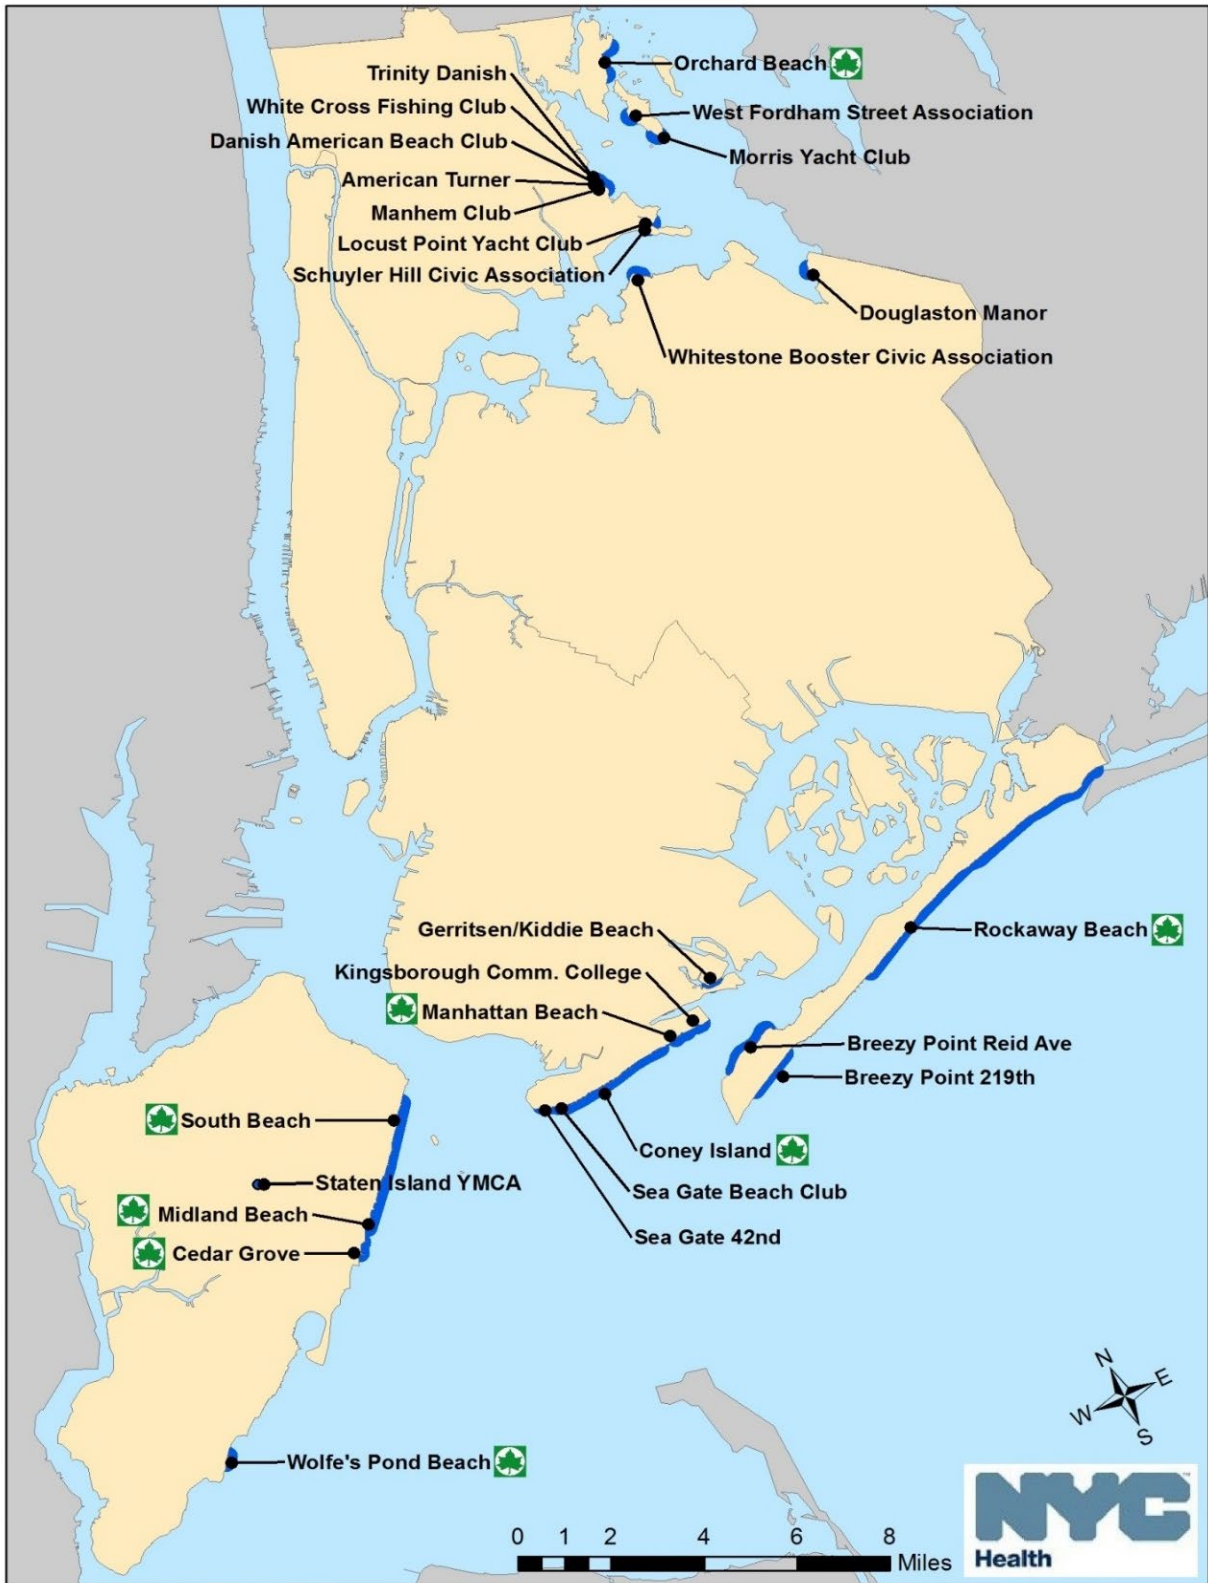 Orchard Beach
Trinity Danish
White Cross Fishing Club
West Fordham Street Association
Danish American Beach Club
Morris Yacht Club
American Turner
Manhem Club
Locust Point Yacht Club
Schuyler Hill Civic Association
Douglaston Manor
Whitestone Booster Civic Association
Gerritsen/Kiddie Beach
Rockaway Beach
Kingsborough Comm. College
Manhattan Beach
Breezy Point Reid Ave
Breezy Point 219th
South Beach
Coney Island
Staten Island YMCA
Sea Gate Beach Club
Midland Beach
Sea Gate 42nd
Cedar Grove
N
E
W
S
Wolfe's Pond Beach
0 1 2 4 6 8
Miles
NYC
TM
Health